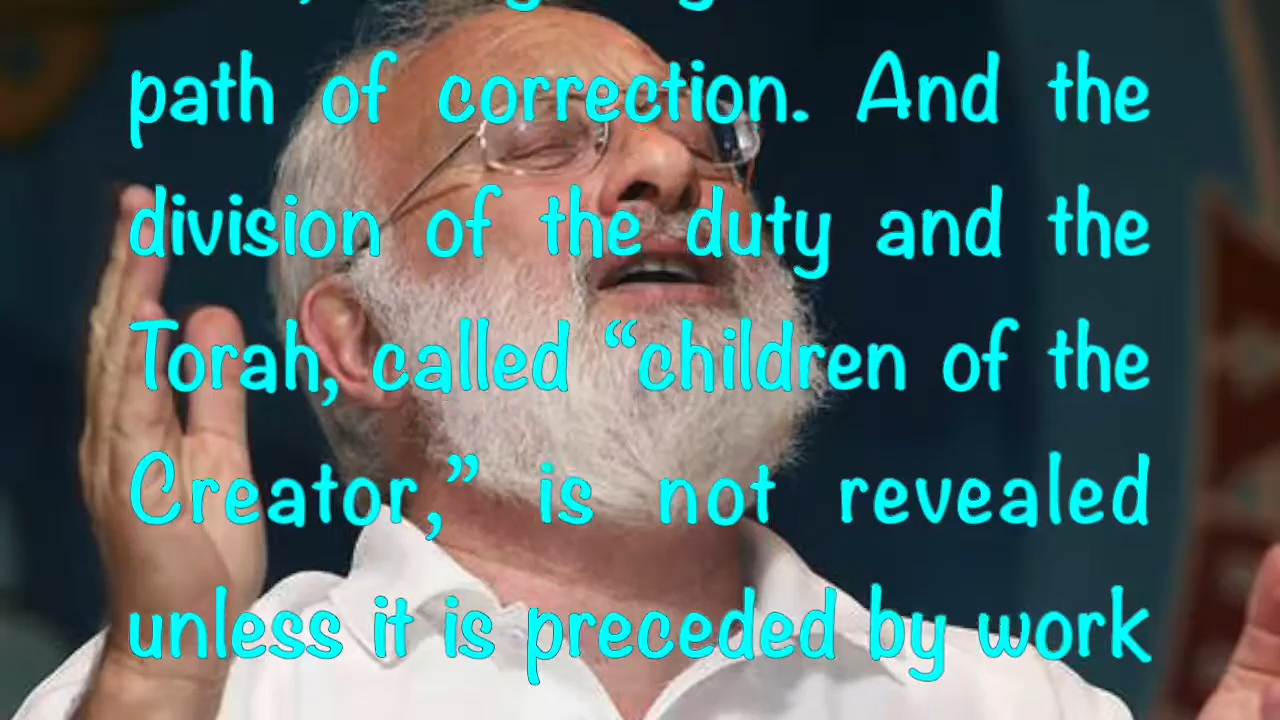 path of correction. And the
division of the duty and the
Torah, called “children of the
Creator,” is not revealed
unless it is preceded by work